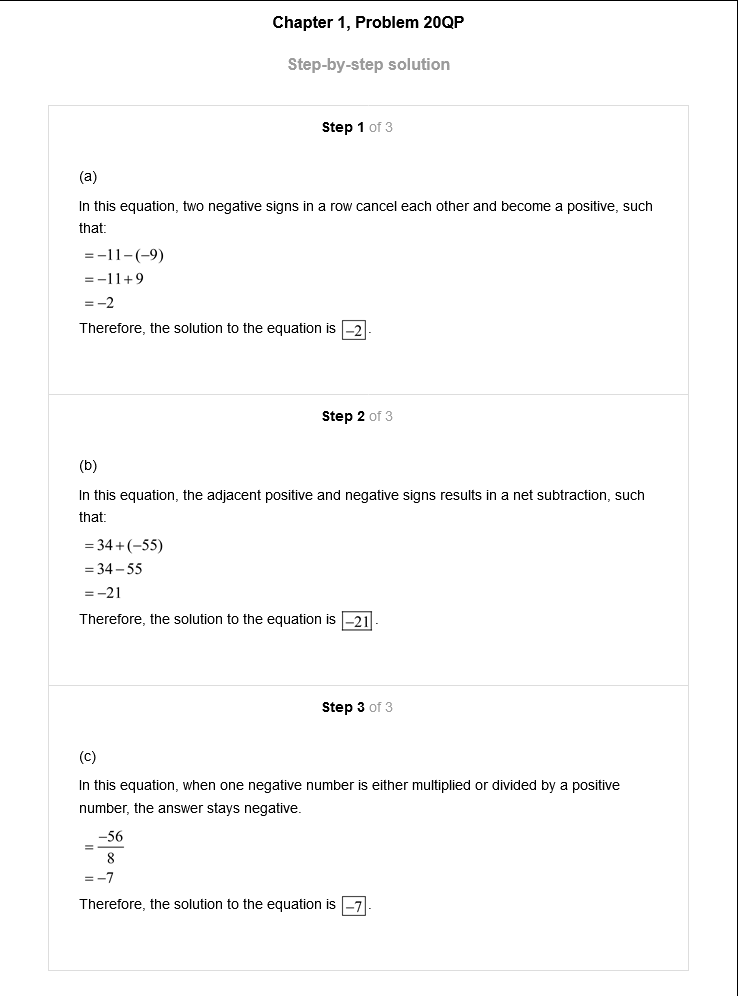 Chapter 1, Problem 20QP
Step-by-step solution
Step 1 of 3
(a)
In this equation, two negative signs in a row cancel each other and become a positive, such
that:
= −11 − (−9)
= −11 + 9
= −2
Therefore, the solution to the equation is −2.
Step 2 of 3
(b)
In this equation, the adjacent positive and negative signs results in a net subtraction, such
that:
= 34 + (−55)
= 34 − 55
= −21
Therefore, the solution to the equation is −21.
Step 3 of 3
(c)
In this equation, when one negative number is either multiplied or divided by a positive
number, the answer stays negative.
= −56/8
= −7
Therefore, the solution to the equation is −7.